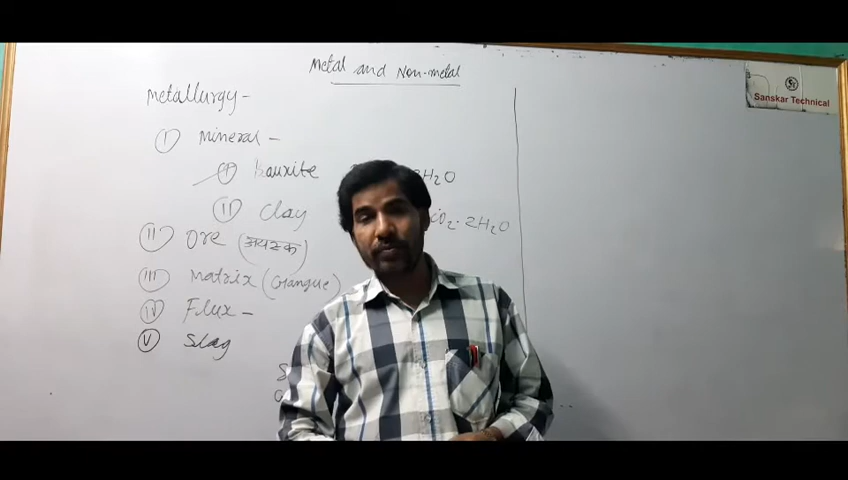 Metal and Non-metal
Sanskar Technical
Metallurgy-
(I) Mineral -
(I) Bauxite 2H2O
(II) Clay iO2.2H2O
(II) Ore (अयस्क)
(III) Matrix (Gangue)
(IV) Flux -
(V) Slag